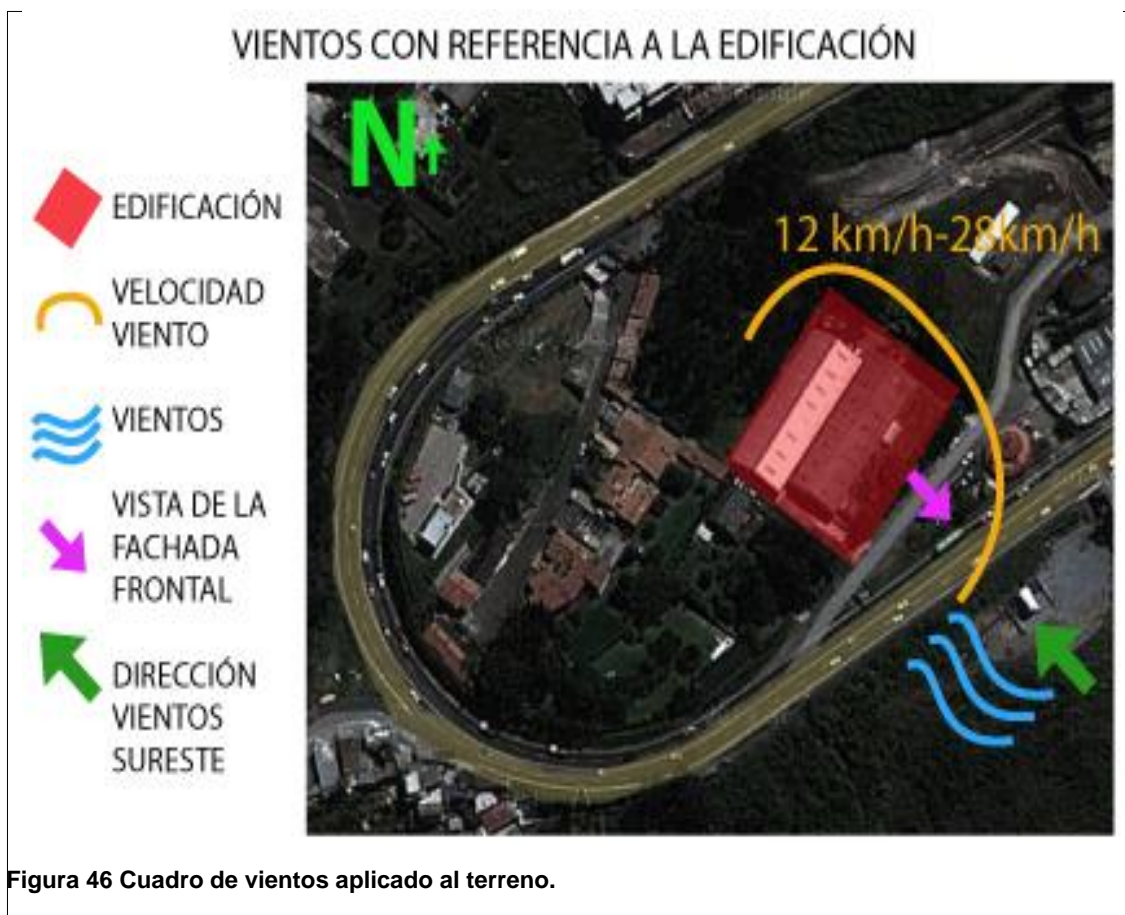 VIENTOS CON REFERENCIA A LA EDIFICACIÓN
N
12 km/h-28km/h
EDIFICACIÓN
VELOCIDAD
VIENTO
VIENTOS
VISTA DE LA
FACHADA
FRONTAL
DIRECCIÓN
VIENTOS
SURESTE
Figura 46 Cuadro de vientos aplicado al terreno.